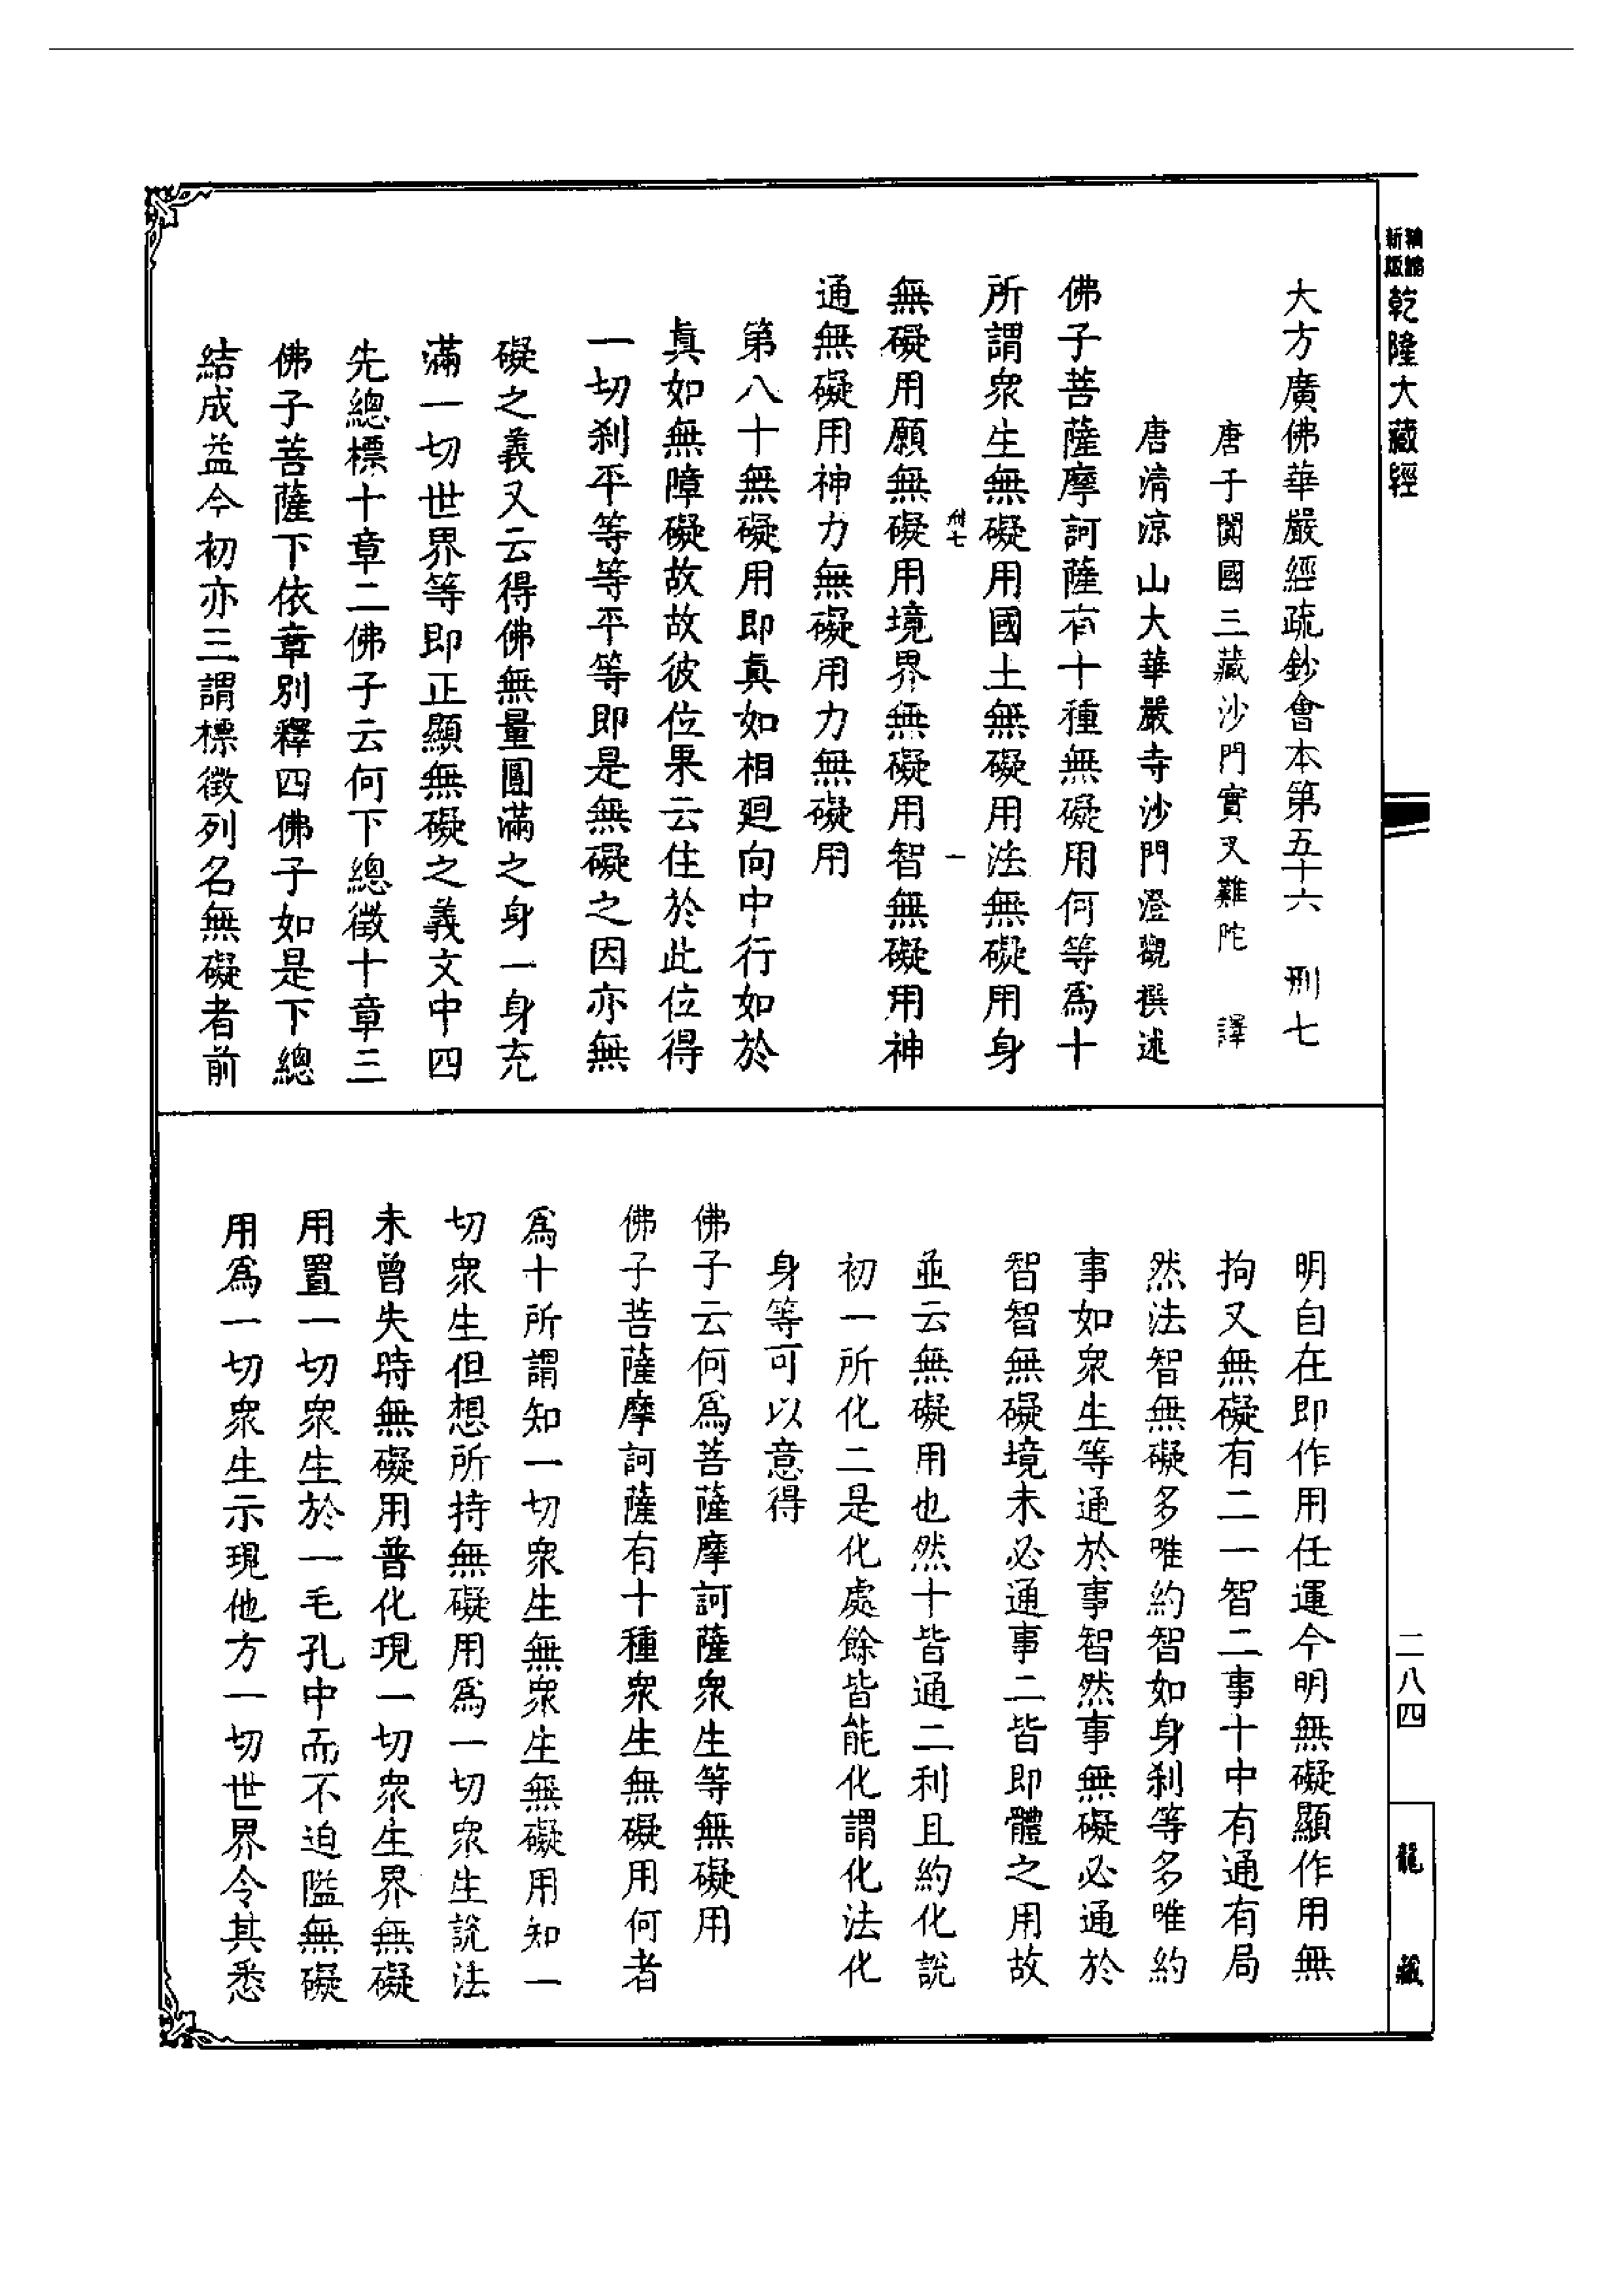 新版精縮乾隆大藏經
大方廣佛華嚴經疏鈔會本第五十六　刑七
唐于闐國三藏沙門實叉難陀　譯
唐清涼山大華嚴寺沙門澄觀撰述
佛子菩薩摩訶薩有十種無礙用何等爲十
所謂衆生無礙用國土無礙用法無礙用身
刑七　一
無礙用願無礙用境界無礙用智無礙用神
通無礙用神力無礙用力無礙用
第八十無礙用即真如相迴向中行如於
真如無障礙故故彼位果云住於此位得
一切刹平等等平等即是無礙之因亦無
礙之義又云得佛無量圓滿之身一身充
滿一切世界等即正顯無礙之義文中四
先總標十章二佛子云何下總徵十章三
佛子菩薩下依章別釋四佛子如是下總
結成益今初亦三謂標徵列名無礙者前
明自在即作用任運今明無礙顯作用無
拘又無礙有二一智二事十中有通有局
然法智無礙多唯約智如身刹等多唯約
事如衆生等通於事智然事無礙必通於
智智無礙境未必通事二皆即體之用故
並云無礙用也然十皆通二利且約化說
初一所化二是化處餘皆能化謂化法化
身等可以意得
佛子云何爲菩薩摩訶薩衆生等無礙用
佛子菩薩摩訶薩有十種衆生無礙用何者
爲十所謂知一切衆生無衆生無礙用知一
切衆生但想所持無礙用爲一切衆生說法
未曾失時無礙用普化現一切衆生界無礙
用置一切衆生於一毛孔中而不迫隘無礙
用爲一切衆生示現他方一切世界令其悉
二八四
龍藏